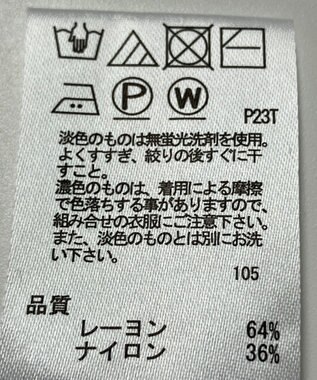 P W P23T
淡色のものは無蛍光洗剤を使用。
よくすすぎ、絞りの後すぐに干
すこと。
濃色のものは、着用による摩擦
で色落ちする事がありますので、
組み合せの衣服にご注意下さい。
また、淡色のものとは別にお洗
い下さい。
105
品質
レーヨン 64%
ナイロン 36%